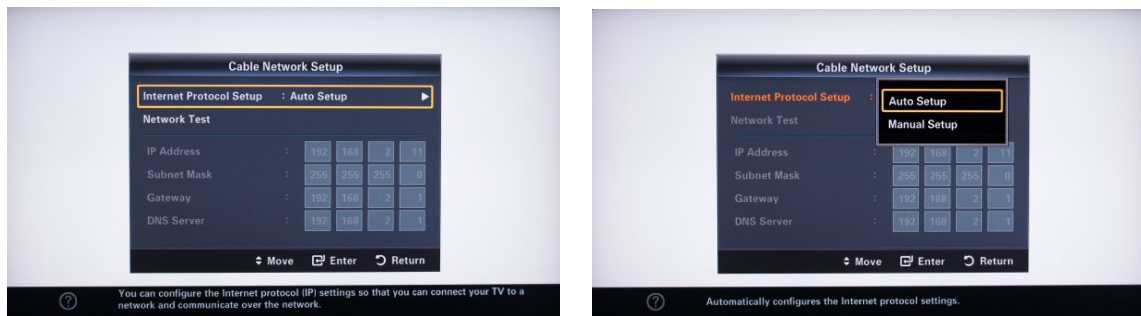 Cable Network Setup
Internet Protocol Setup : Auto Setup ▶
Network Test
IP Address : 192 168 2 11
Subnet Mask : 255 255 255 0
Gateway : 192 168 2 1
DNS Server : 192 168 2 1
Move Enter Return
You can configure the Internet protocol (IP) settings so that you can connect your TV to a
network and communicate over the network.
Cable Network Setup
Internet Protocol Setup :
Auto Setup
Manual Setup
Network Test
IP Address : 192 168 2 11
Subnet Mask : 255 255 255 0
Gateway : 192 168 2 1
DNS Server : 192 168 2 1
Move Enter Return
Automatically configures the Internet protocol settings.